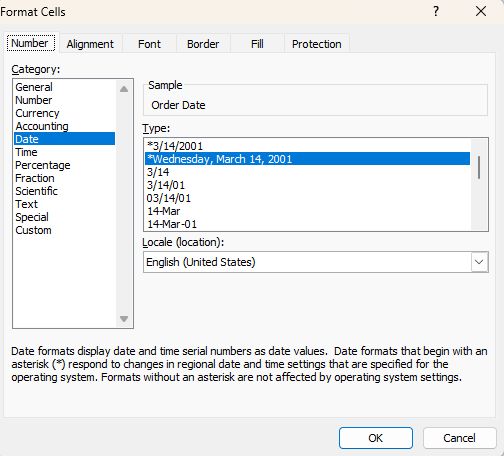 Format Cells
?
Number Alignment Font Border Fill Protection
Category:
General
Number
Currency
Accounting
Date
Time
Percentage
Fraction
Scientific
Text
Special
Custom
Sample
Order Date
Type:
*3/14/2001
*Wednesday, March 14, 2001
3/14
3/14/01
03/14/01
14-Mar
14-Mar-01
Locale (location):
English (United States)
Date formats display date and time serial numbers as date values.  Date formats that begin with an
asterisk (*) respond to changes in regional date and time settings that are specified for the
operating system. Formats without an asterisk are not affected by operating system settings.
OK
Cancel